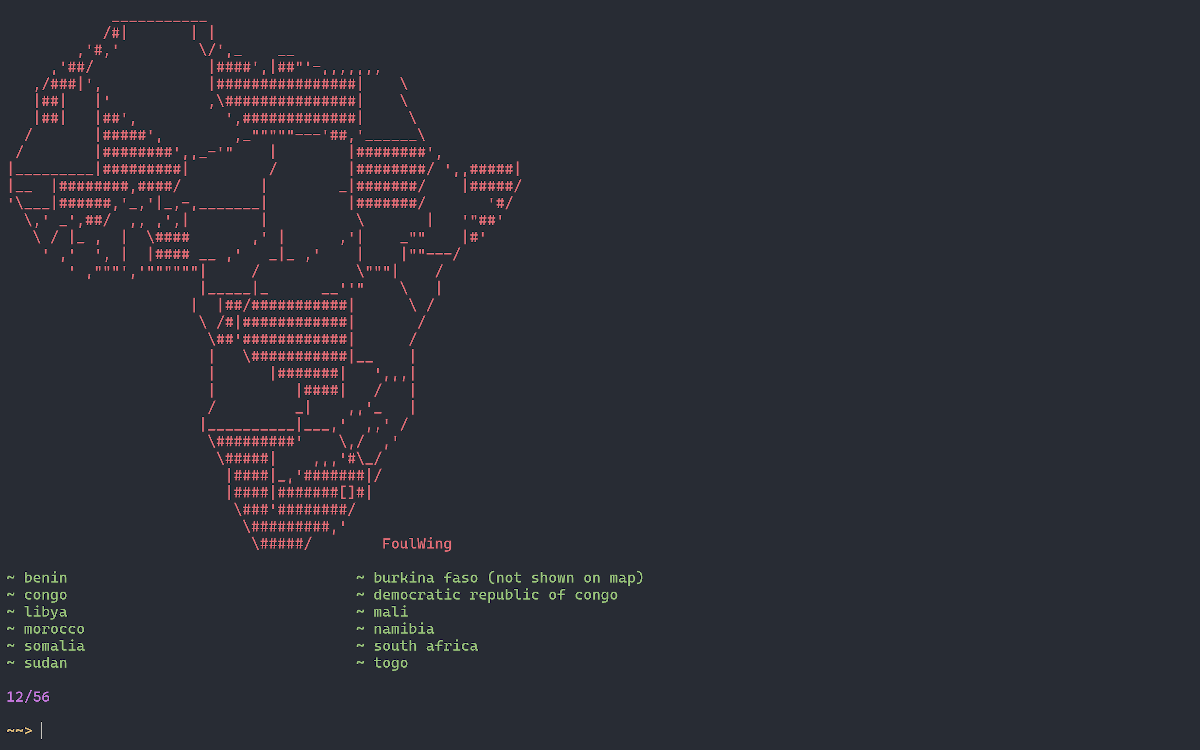 FoulWing
~ benin ~ burkina faso (not shown on map)
~ congo ~ democratic republic of congo
~ libya ~ mali
~ morocco ~ namibia
~ somalia ~ south africa
~ sudan ~ togo
12/56
~~>